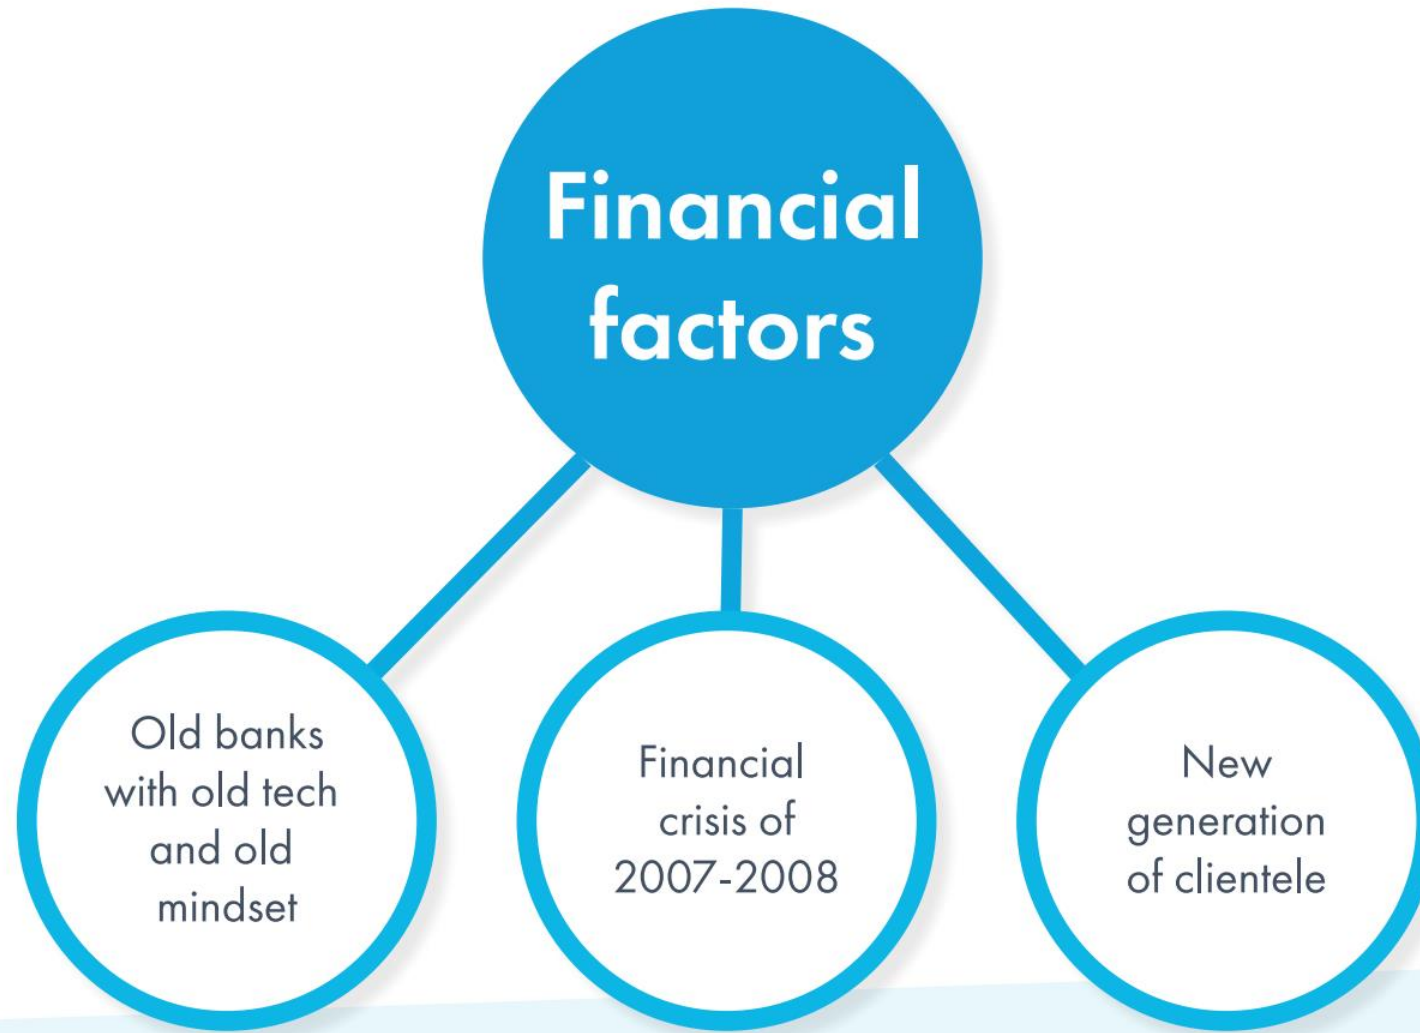 Financial
factors
Old banks
with old tech
and old
mindset
Financial
crisis of
2007-2008
New
generation
of clientele